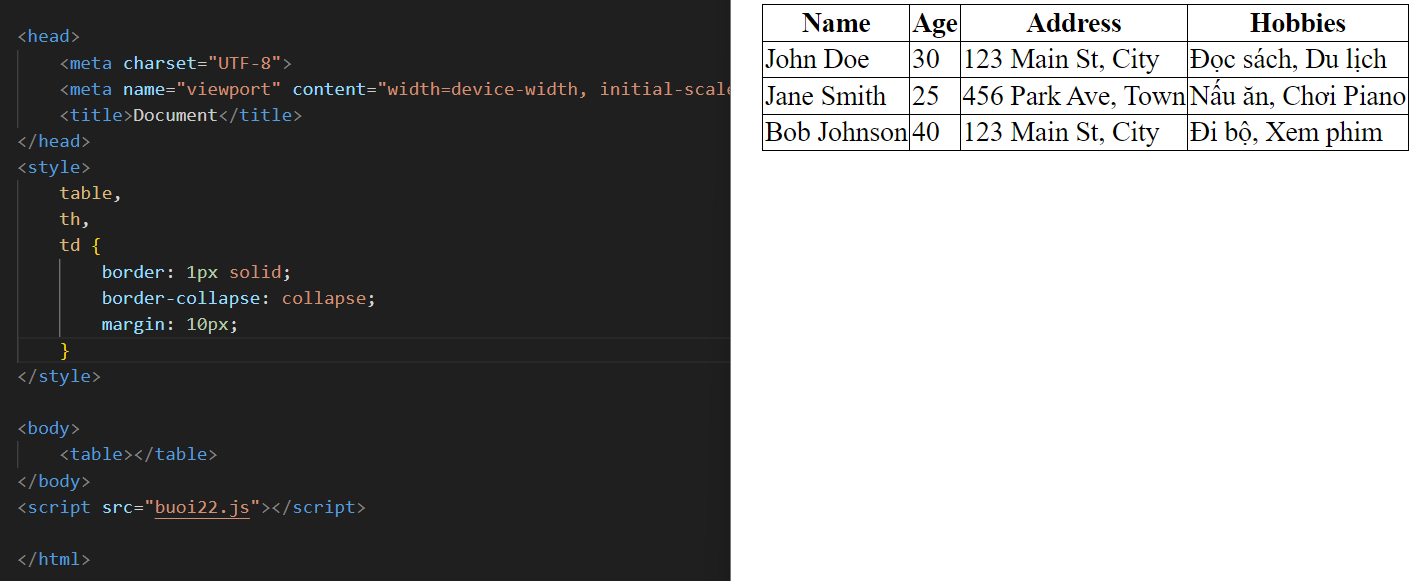 <head>
<meta charset="UTF-8">
<meta name="viewport" content="width=device-width, initial-scale
<title>Document</title>
</head>
<style>
table,
th,
td {
border: 1px solid;
border-collapse: collapse;
margin: 10px;
}
</style>
<body>
<table></table>
</body>
<script src="buoi22.js"></script>
</html>
Name Age Address Hobbies
John Doe 30 123 Main St, City Đọc sách, Du lịch
Jane Smith 25 456 Park Ave, Town Nấu ăn, Chơi Piano
Bob Johnson 40 123 Main St, City Đi bộ, Xem phim